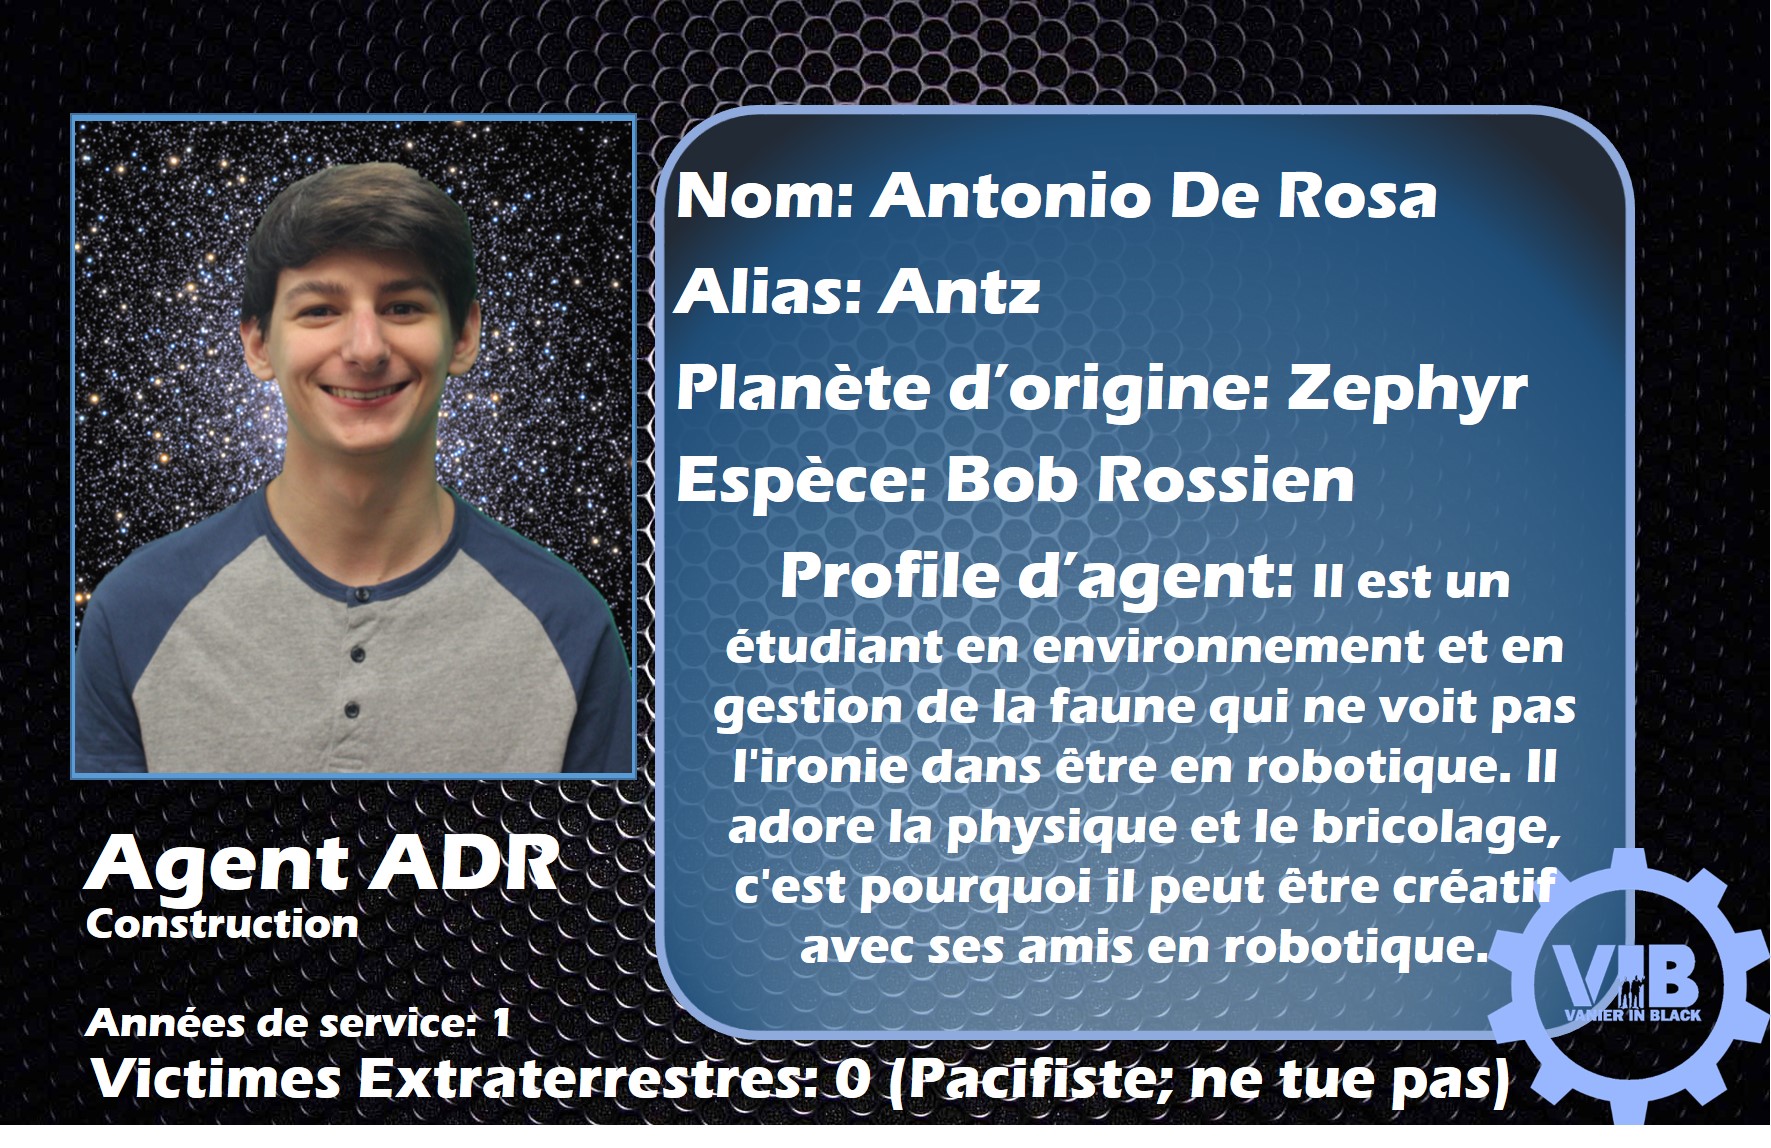 Nom: Antonio De Rosa
Alias: Antz
Planète d’origine: Zephyr
Espèce: Bob Rossien
Profile d’agent: Il est un
étudiant en environnement et en
gestion de la faune qui ne voit pas
l'ironie dans être en robotique. Il
adore la physique et le bricolage,
c'est pourquoi il peut être créatif
avec ses amis en robotique.
Agent ADR
Construction
Années de service: 1
Victimes Extraterrestres: 0 (Pacifiste; ne tue pas)
VIB
VANIER IN BLACK